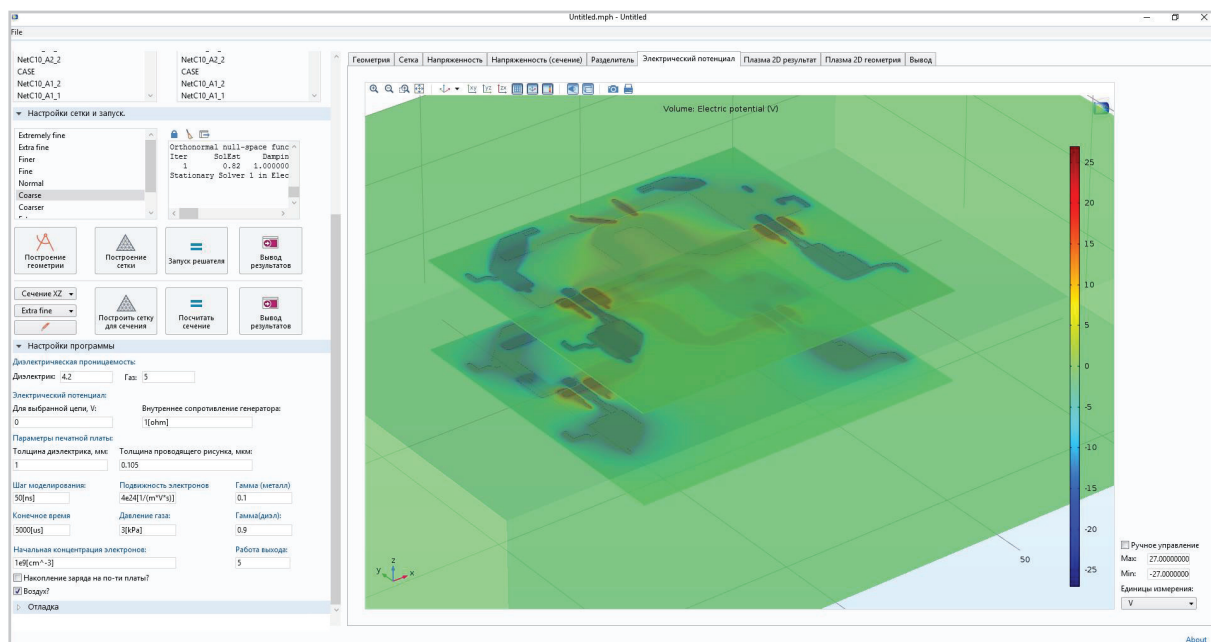 Untitled.mph - Untitled
File
NetC10_A2_2
CASE
NetC10_A1_2
NetC10_A1_1
NetC10_A2_2
CASE
NetC10_A1_2
NetC10_A1_1
Настройки сетки и запуск.
Extremely fine
Extra fine
Finer
Fine
Normal
Coarse
Coarser
Orthonormal null-space func
Iter SolEst Dampin
1 0.82 1.000000
Stationary Solver 1 in Elec
Построение геометрии
Построение сетки
Запуск решателя
Вывод результатов
Сечение XZ
Extra fine
Построить сетку для сечения
Посчитать сечение
Вывод результатов
Настройки программы
Диэлектрическая проницаемость:
Диэлектрик: 4.2 Газ: 5
Электрический потенциал:
Для выбранной цепи, V: Внутреннее сопротивление генератора:
0 1[ohm]
Параметры печатной платы:
Толщина диэлектрика, мм: Толщина проводящего рисунка, мкм:
1 0.105
Шаг моделирования: Подвижность электронов Гамма (металл)
50[ns] 4e24[1/(m*V*s)] 0.1
Конечное время Давление газа: Гамма(диэл):
5000[us] 3[kPa] 0.9
Начальная концентрация электронов: Работа выхода:
1e9[cm^-3] 5
Накопление заряда на по-ти платы?
Воздух?
Отладка
Геометрия Сетка Напряженность Напряженность (сечение) Разделитель Электрический потенциал Плазма 2D результат Плазма 2D геометрия Вывод
Volume: Electric potential (V)
25
20
15
10
5
0
-5
-10
-15
-20
-25
50
z
y x
Ручное управление
Max: 27.00000000
Min: -27.0000000
Единицы измерения:
V
About